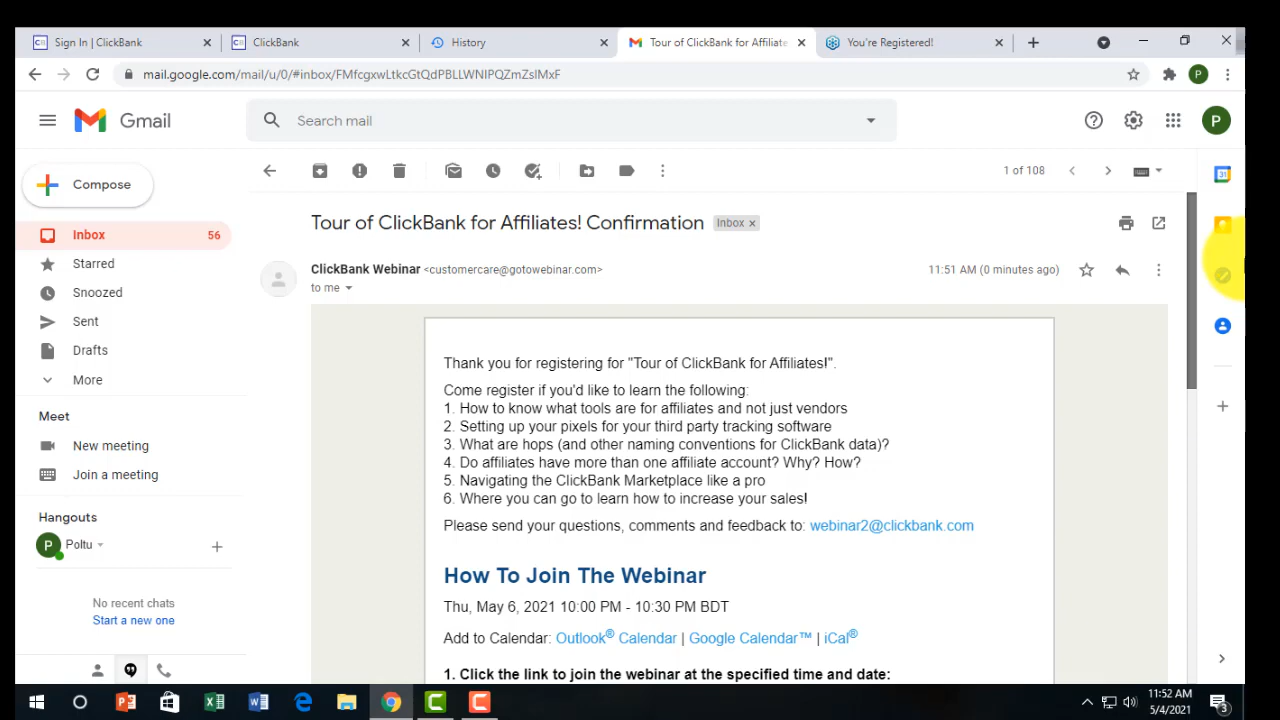 Sign In | ClickBank
ClickBank
History
Tour of ClickBank for Affiliate
You're Registered!
mail.google.com/mail/u/0/#inbox/FMfcgxwLtkcGtQdPBLLWNIPQZmZsIMxF
P
Gmail
Search mail
P
Compose
1 of 108
Inbox 56
Starred
Snoozed
Sent
Drafts
More
Meet
New meeting
Join a meeting
Hangouts
P Poltu
No recent chats
Start a new one
Tour of ClickBank for Affiliates! Confirmation Inbox x
ClickBank Webinar <customercare@gotowebinar.com>
11:51 AM (0 minutes ago)
to me
31
Thank you for registering for "Tour of ClickBank for Affiliates!".
Come register if you'd like to learn the following:
1. How to know what tools are for affiliates and not just vendors
2. Setting up your pixels for your third party tracking software
3. What are hops (and other naming conventions for ClickBank data)?
4. Do affiliates have more than one affiliate account? Why? How?
5. Navigating the ClickBank Marketplace like a pro
6. Where you can go to learn how to increase your sales!
Please send your questions, comments and feedback to: webinar2@clickbank.com
How To Join The Webinar
Thu, May 6, 2021 10:00 PM - 10:30 PM BDT
Add to Calendar: Outlook® Calendar | Google Calendar™ | iCal®
1. Click the link to join the webinar at the specified time and date:
11:52 AM
5/4/2021
3